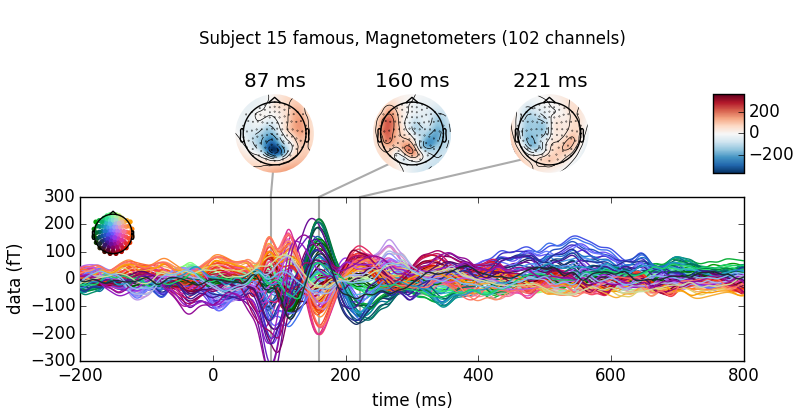 Subject 15 famous, Magnetometers (102 channels)
87 ms
160 ms
221 ms
200
0
−200
300
200
100
0
−100
−200
−300
data (fT)
−200
0
200
400
600
800
time (ms)